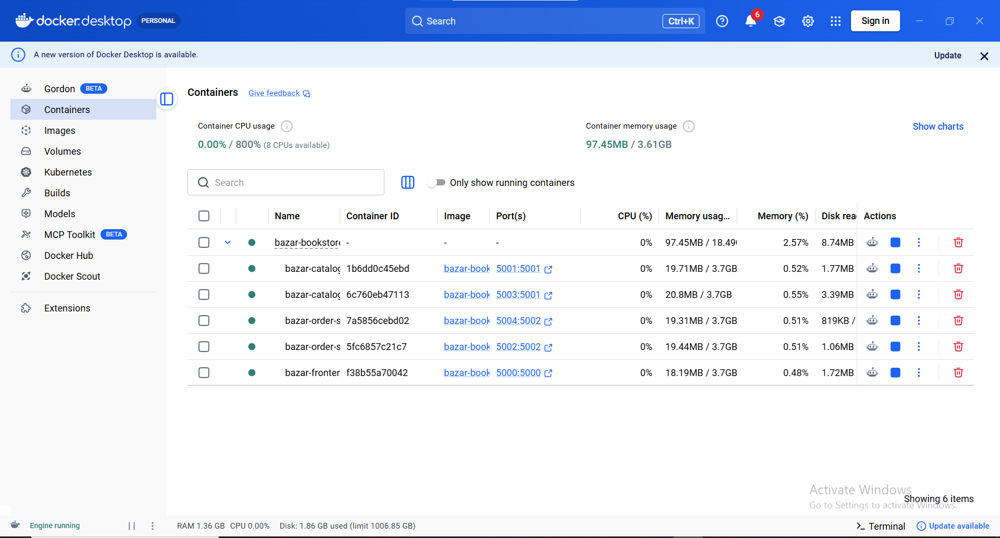 docker.desktop PERSONAL Search Ctrl+K 6 Sign in
A new version of Docker Desktop is available. Update
Gordon BETA
Containers
Images
Volumes
Kubernetes
Builds
Models
MCP Toolkit BETA
Docker Hub
Docker Scout
Extensions
Containers Give feedback
Container CPU usage Container memory usage Show charts
0.00% / 800% (8 CPUs available) 97.45MB / 3.61GB
Search Only show running containers
Name Container ID Image Port(s) CPU (%) Memory usag... Memory (%) Disk rea Actions
bazar-bookstore - - - 0% 97.45MB / 18.49 2.57% 8.74MB
bazar-catalog 1b6dd0c45ebd bazar-book 5001:5001 0% 19.71MB / 3.7GB 0.52% 1.77MB
bazar-catalog 6c760eb47113 bazar-book 5003:5001 0% 20.8MB / 3.7GB 0.55% 3.39MB
bazar-order-s 7a5856cebd02 bazar-book 5004:5002 0% 19.31MB / 3.7GB 0.51% 819KB /
bazar-order-s 5fc6857c21c7 bazar-book 5002:5002 0% 19.44MB / 3.7GB 0.51% 1.06MB
bazar-fronter f38b55a70042 bazar-book 5000:5000 0% 18.19MB / 3.7GB 0.48% 1.72MB
Activate Windows
Showing 6 items
Go to Settings to activate Windows.
Engine running RAM 1.36 GB CPU 0.00% Disk: 1.86 GB used (limit 1006.85 GB) Terminal Update available